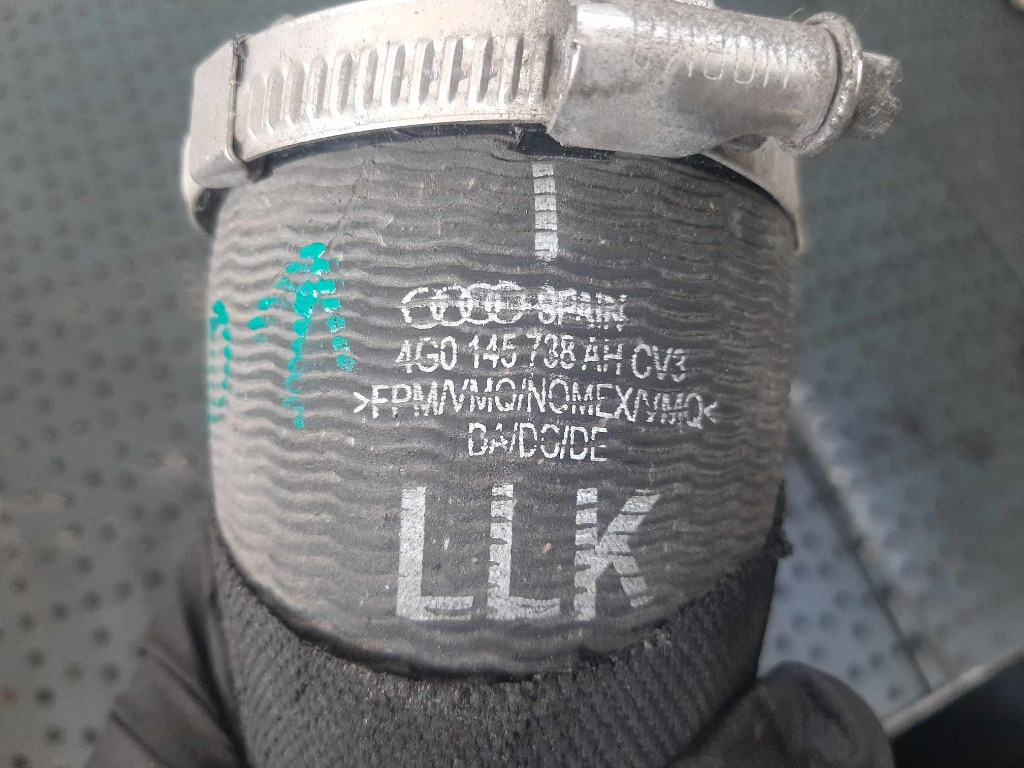 SPAIN
4G0 145 738 AH CV3
>FPM/VMQ/NOMEX/VMQ<
DA/DC/DE
LLK